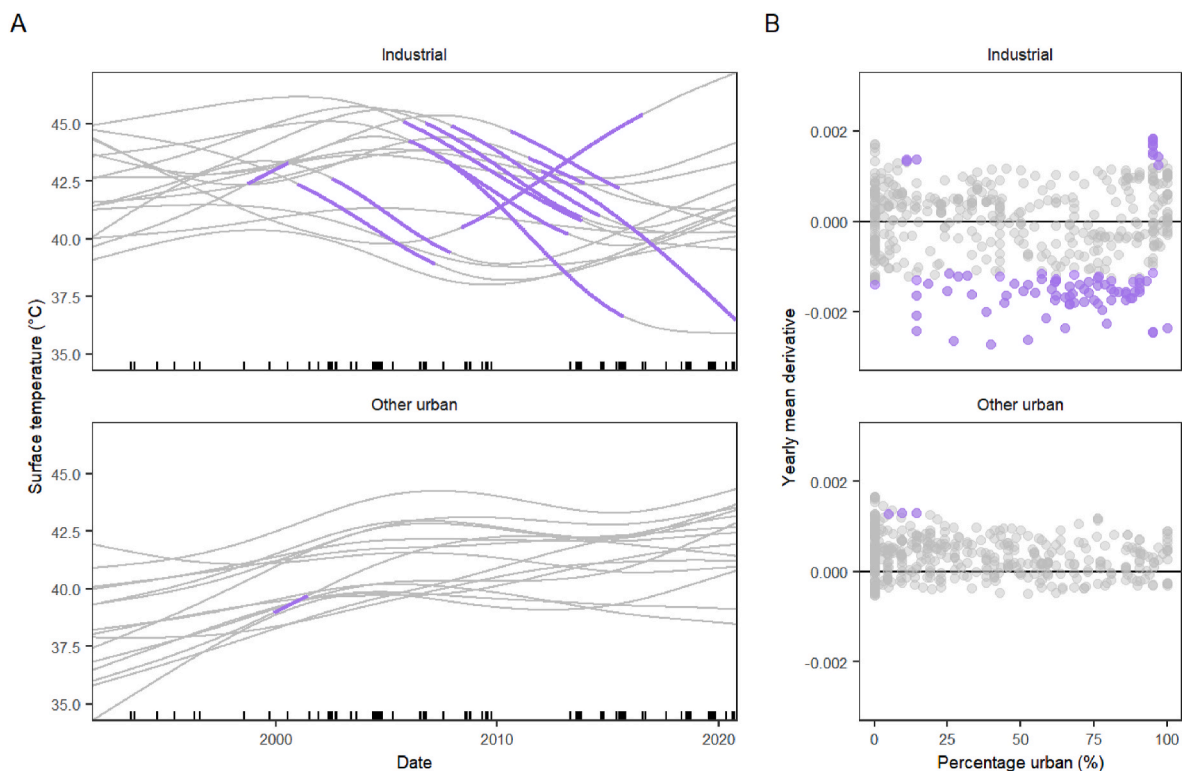 A
B
Industrial
Industrial
45.0
42.5
40.0
37.5
35.0
0.002
0.000
-0.002
Other urban
Other urban
45.0
42.5
40.0
37.5
35.0
0.002
0.000
-0.002
Surface temperature (°C)
Yearly mean derivative
2000
2010
2020
0
25
50
75
100
Date
Percentage urban (%)